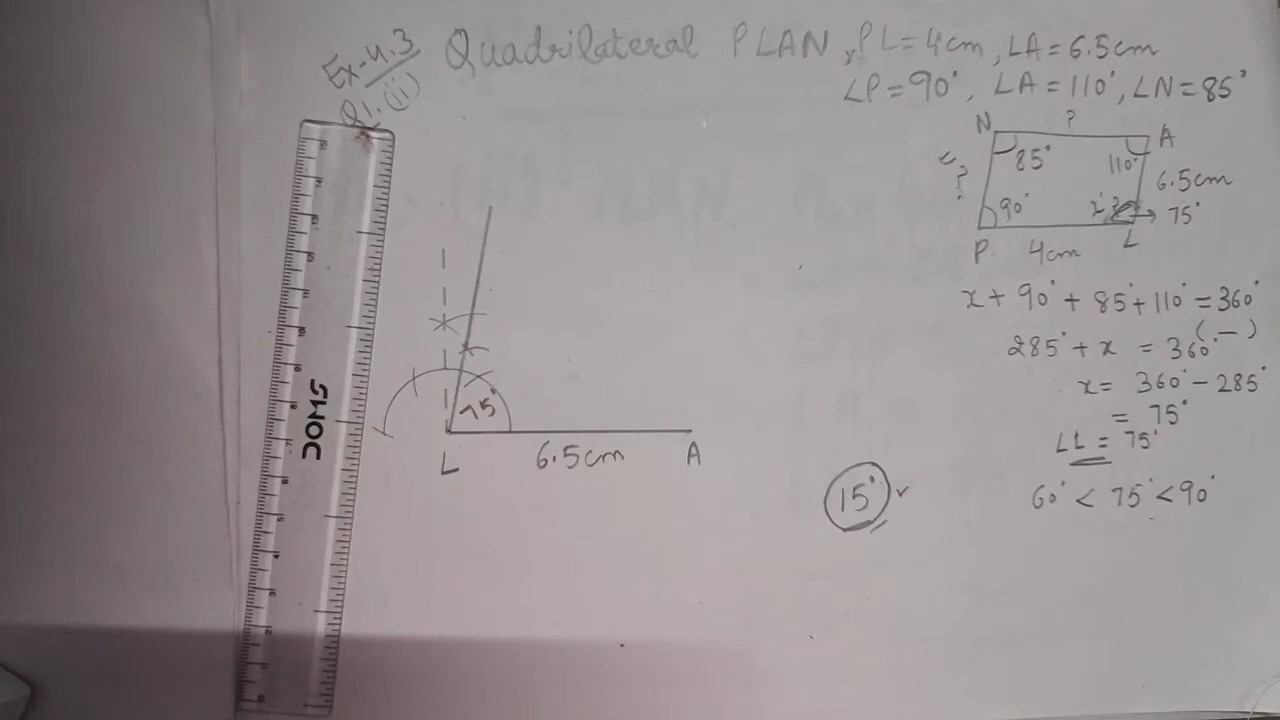 Ex-4.3
Q1.(ii)
Quadrilateral PLAN, PL = 4cm, LA = 6.5cm
∠P = 90°, ∠A = 110°, ∠N = 85°
N ? A
85° 110°
? 6.5cm
90° x? → 75°
P 4cm L
x + 90° + 85° + 110° = 360°
(-)
285° + x = 360°
x = 360° - 285°
= 75°
∠L = 75°
60° < 75° < 90°
15°
75°
L 6.5cm A
DOMS